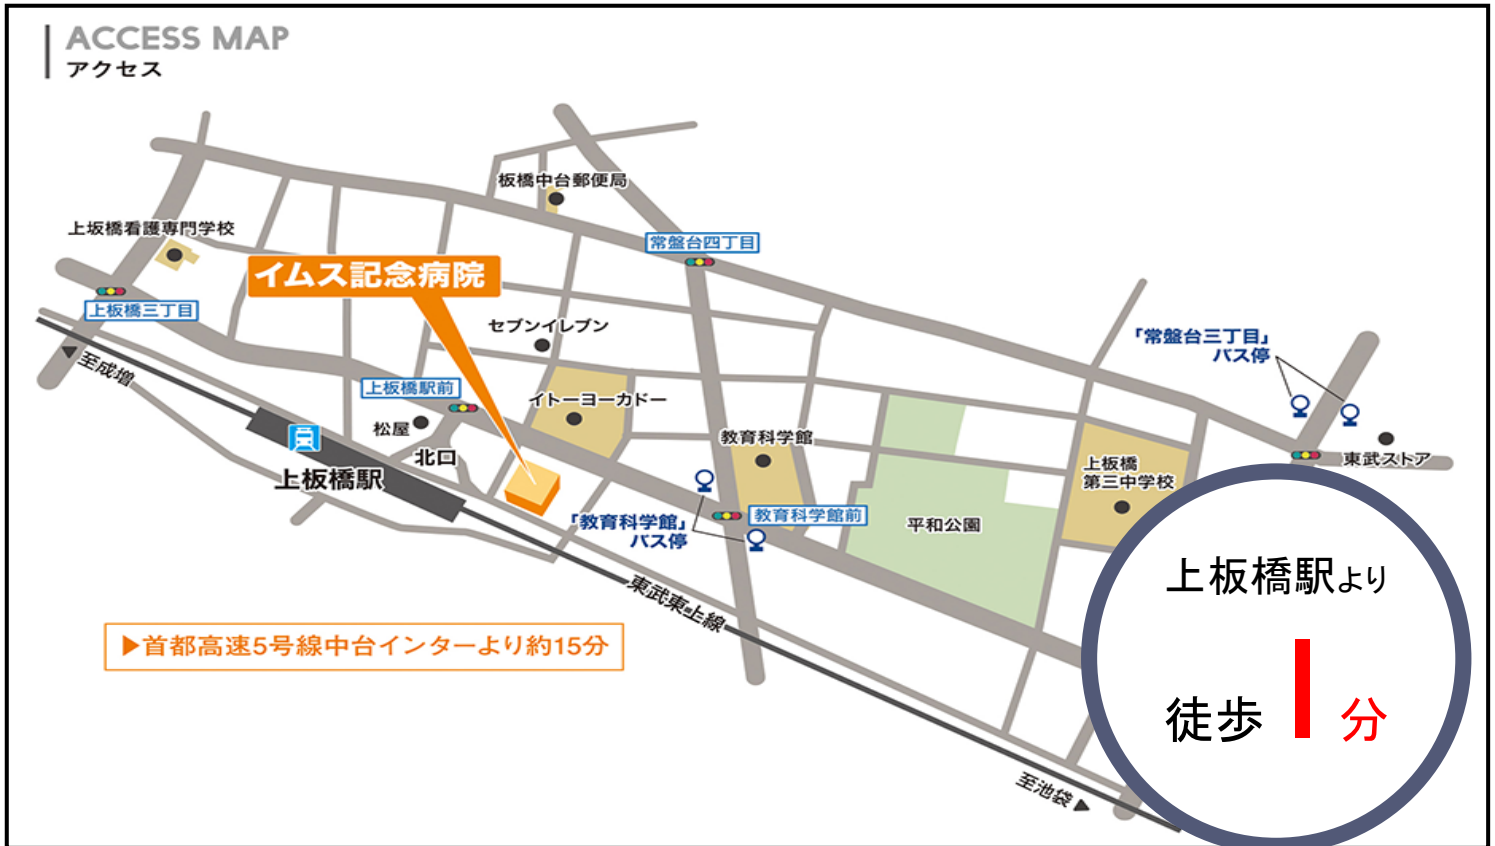 ACCESS MAP
アクセス
板橋中台郵便局
上坂橋看護専門学校
常盤台四丁目
イムス記念病院
上板橋三丁目
セブンイレブン
「常盤台三丁目」
バス停
至成増
上板橋駅前
イトーヨーカドー
松屋
教育科学館
北口
東武ストア
上板橋
第三中学校
上板橋駅
「教育科学館」
バス停
教育科学館前
平和公園
東武東上線
上板橋駅より
徒歩 1 分
▶首都高速5号線中台インターより約15分
至池袋